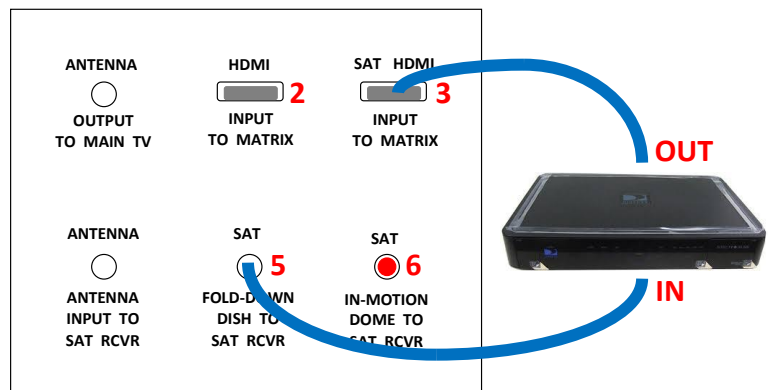 ANTENNA
OUTPUT
TO MAIN TV
HDMI
2
INPUT
TO MATRIX
SAT HDMI
3
INPUT
TO MATRIX
OUT
ANTENNA
ANTENNA
INPUT TO
SAT RCVR
SAT
5
FOLD-DOWN
DISH TO
SAT RCVR
SAT
6
IN-MOTION
DOME TO
SAT RCVR
IN